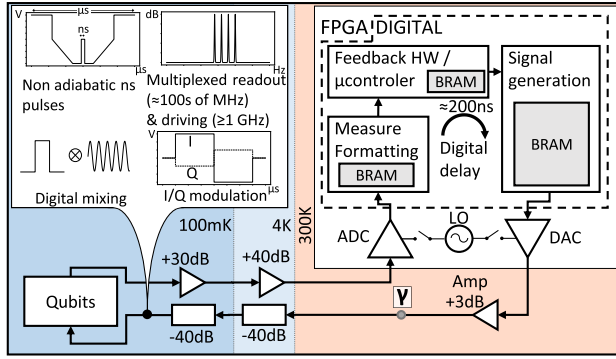 V
μs
ns
μs
dB
Hz
Non adiabatic ns
pulses
Multiplexed readout
(≈100s of MHz)
& driving (≥1 GHz)
Digital mixing
V
I
Q
μs
I/Q modulation
FPGA DIGITAL
Feedback HW /
μcontroler
BRAM
Signal
generation
BRAM
≈200ns
Digital
delay
Measure
Formatting
BRAM
100mK
4K
300K
ADC
LO
DAC
+30dB
+40dB
Amp
+3dB
Qubits
-40dB
-40dB
γ